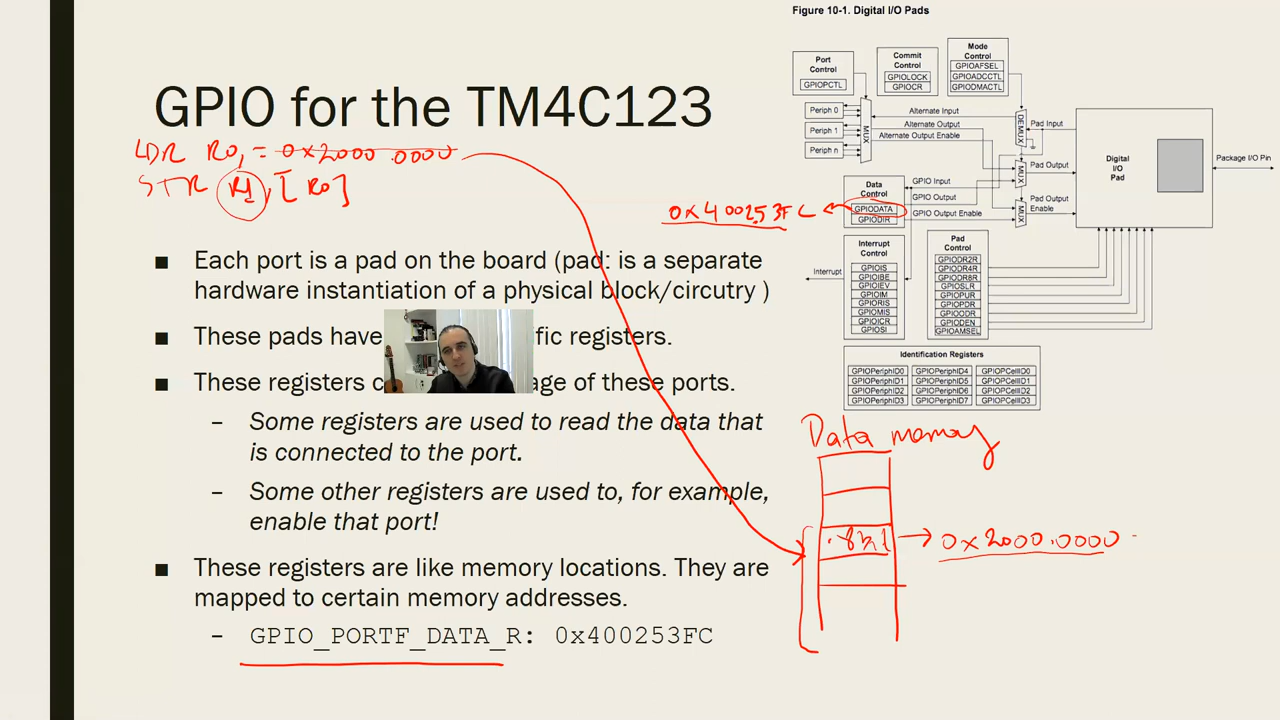 Figure 10-1. Digital I/O Pads
GPIO for the TM4C123
LDR R0, = 0x2000.0000
STR R1, [R0]
Each port is a pad on the board (pad: is a separate
hardware instantiation of a physical block/circutry )
These pads have fic registers.
These registers c age of these ports.
– Some registers are used to read the data that
is connected to the port.
– Some other registers are used to, for example,
enable that port!
These registers are like memory locations. They are
mapped to certain memory addresses.
– GPIO_PORTF_DATA_R: 0x400253FC
Port
Control
GPIOPCTL
Commit
Control
GPIOLOCK
GPIOCR
Mode
Control
GPIOAFSEL
GPIOADCCTL
GPIODMACTL
Periph 0
Periph 1
Periph n
MUX
Alternate Input
Alternate Output
Alternate Output Enable
DEMUX
Pad Input
MUX
Pad Output
MUX
Pad Output
Enable
Digital
I/O
Pad
Package I/O Pin
Data
Control
GPIODATA
GPIODIR
GPIO Input
GPIO Output
GPIO Output Enable
0x400253FC
Interrupt
Interrupt
Control
GPIOIS
GPIOIBE
GPIOIEV
GPIOIM
GPIORIS
GPIOMIS
GPIOICR
GPIOSI
Pad
Control
GPIODR2R
GPIODR4R
GPIODR8R
GPIOSLR
GPIOPUR
GPIOPDR
GPIOODR
GPIODEN
GPIOAMSEL
Identification Registers
GPIOPeriphID0 GPIOPeriphID4 GPIOPCellID0
GPIOPeriphID1 GPIOPeriphID5 GPIOPCellID1
GPIOPeriphID2 GPIOPeriphID6 GPIOPCellID2
GPIOPeriphID3 GPIOPeriphID7 GPIOPCellID3
Data memory
0x2000.0000